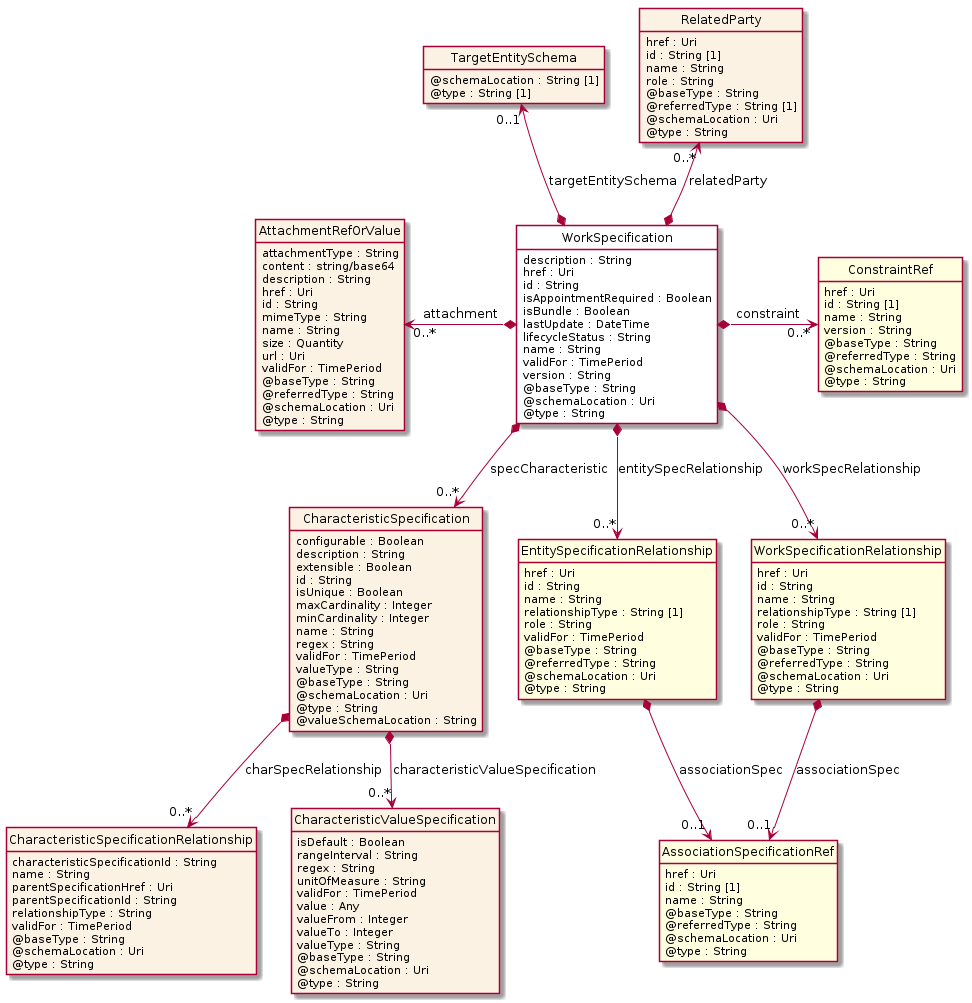 RelatedParty
href : Uri
id : String [1]
name : String
role : String
@baseType : String
@referredType : String [1]
@schemaLocation : Uri
@type : String
TargetEntitySchema
@schemaLocation : String [1]
@type : String [1]
0..1
0..*
targetEntitySchema
relatedParty
AttachmentRefOrValue
attachmentType : String
content : string/base64
description : String
href : Uri
id : String
mimeType : String
name : String
size : Quantity
url : Uri
validFor : TimePeriod
@baseType : String
@referredType : String
@schemaLocation : Uri
@type : String
attachment
0..*
WorkSpecification
description : String
href : Uri
id : String
isAppointmentRequired : Boolean
isBundle : Boolean
lastUpdate : DateTime
lifecycleStatus : String
name : String
validFor : TimePeriod
version : String
@baseType : String
@schemaLocation : Uri
@type : String
constraint
0..*
ConstraintRef
href : Uri
id : String [1]
name : String
version : String
@baseType : String
@referredType : String
@schemaLocation : Uri
@type : String
specCharacteristic
entitySpecRelationship
workSpecRelationship
0..*
0..*
0..*
CharacteristicSpecification
configurable : Boolean
description : String
extensible : Boolean
id : String
isUnique : Boolean
maxCardinality : Integer
minCardinality : Integer
name : String
regex : String
validFor : TimePeriod
valueType : String
@baseType : String
@schemaLocation : Uri
@type : String
@valueSchemaLocation : String
EntitySpecificationRelationship
href : Uri
id : String
name : String
relationshipType : String [1]
role : String
validFor : TimePeriod
@baseType : String
@referredType : String
@schemaLocation : Uri
@type : String
WorkSpecificationRelationship
href : Uri
id : String
name : String
relationshipType : String [1]
role : String
validFor : TimePeriod
@baseType : String
@referredType : String
@schemaLocation : Uri
@type : String
charSpecRelationship
characteristicValueSpecification
associationSpec
associationSpec
0..*
0..*
0..1
0..1
CharacteristicSpecificationRelationship
characteristicSpecificationId : String
name : String
parentSpecificationHref : Uri
parentSpecificationId : String
relationshipType : String
validFor : TimePeriod
@baseType : String
@schemaLocation : Uri
@type : String
CharacteristicValueSpecification
isDefault : Boolean
rangeInterval : String
regex : String
unitOfMeasure : String
validFor : TimePeriod
value : Any
valueFrom : Integer
valueTo : Integer
valueType : String
@baseType : String
@schemaLocation : Uri
@type : String
AssociationSpecificationRef
href : Uri
id : String [1]
name : String
@baseType : String
@referredType : String
@schemaLocation : Uri
@type : String